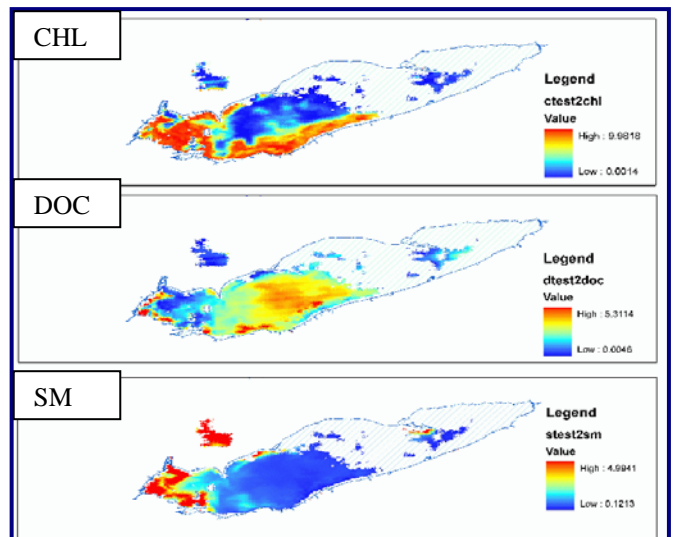 CHL
Legend
ctest2chl
Value
High : 9.9818
Low : 0.0014
DOC
Legend
dtest2doc
Value
High : 5.3114
Low : 0.0046
SM
Legend
stest2sm
Value
High : 4.9941
Low : 0.1213